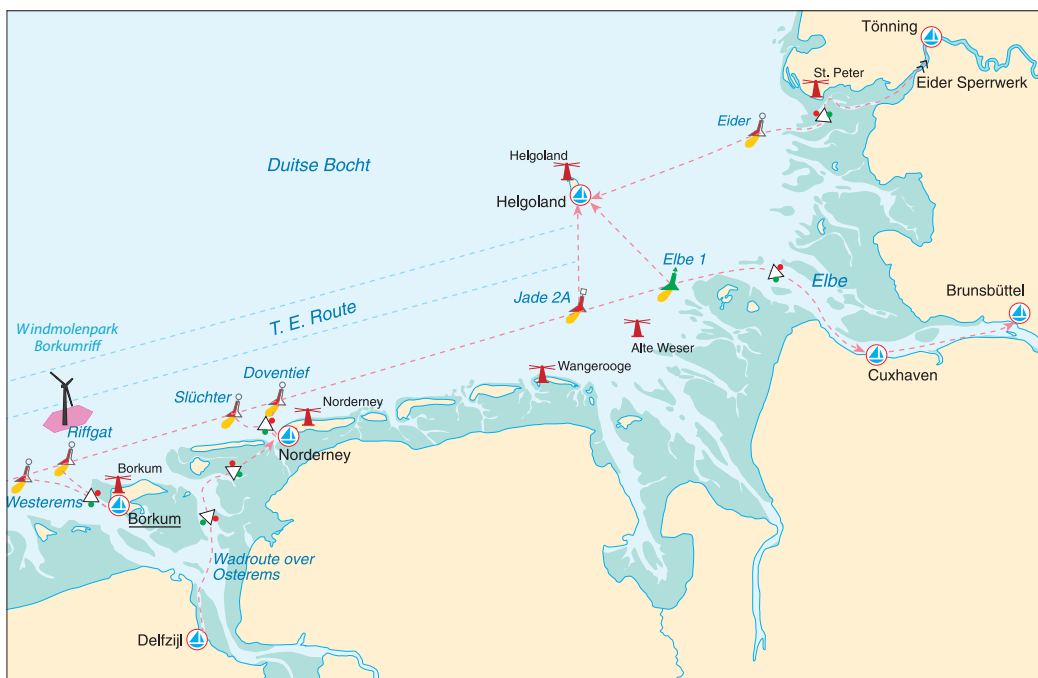 Tönning
St. Peter
Eider Sperrwerk
Eider
Duitse Bocht
Helgoland
Helgoland
Elbe 1
Elbe
Jade 2A
Brunsbüttel
T. E. Route
Windmolenpark
Borkumriff
Alte Weser
Cuxhaven
Wangerooge
Doventief
Slüchter
Norderney
Riffgat
Norderney
Borkum
Westerems
Borkum
Wadroute over
Osterems
Delfzijl